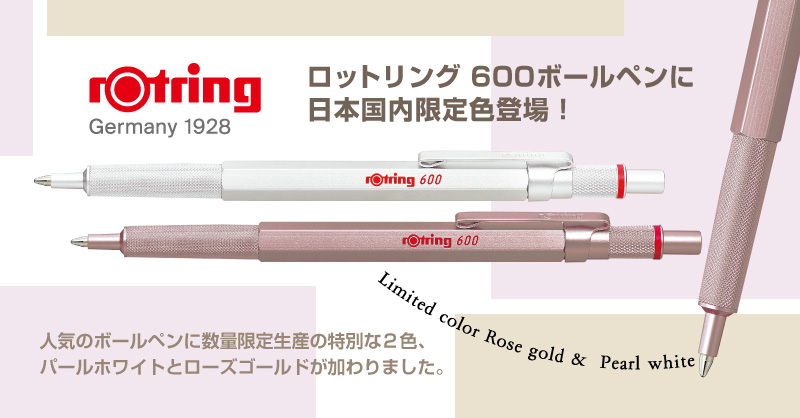 rotring
Germany 1928
ロットリング 600ボールペンに
日本国内限定色登場！
rotring 600
rotring 600
Limited color Rose gold & Pearl white
人気のボールペンに数量限定生産の特別な２色、
パールホワイトとローズゴールドが加わりました。